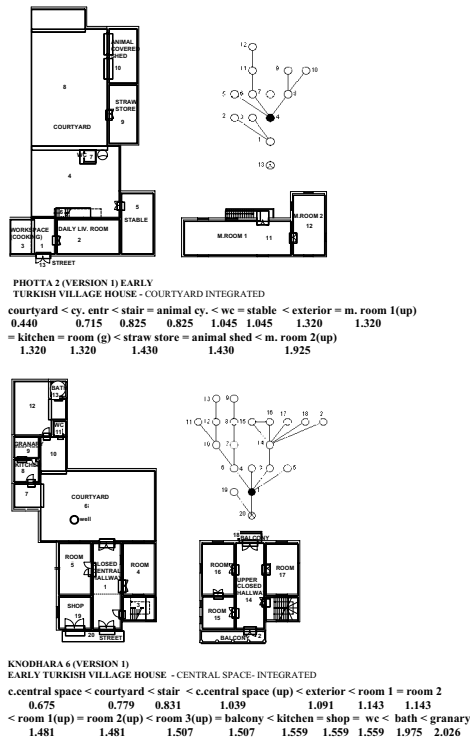 ANIMAL
COVERED
SHED
10
8
STRAW
STORE
9
COURTYARD
WC 7
4
5
STABLE
DAILY LIV. ROOM
2
WORKSPACE
(COOKING)
3
1
13
STREET
12
11
9
10
5
6
7
8
2
3
4
1
13
M.ROOM 1
11
M.ROOM 2
12
PHOTTA 2 (VERSION 1) EARLY
TURKISH VILLAGE HOUSE - COURTYARD INTEGRATED
courtyard < cy. entr < stair = animal cy. < wc = stable < exterior = m. room 1(up)
0.440 0.715 0.825 0.825 1.045 1.045 1.320 1.320
= kitchen = room (g) < straw store = animal shed < m. room 2(up)
1.320 1.320 1.430 1.430 1.925
BATH
13
12
WC
11
GRANARY
9
10
KITCHEN
8
7
COURTYARD
6
well
ROOM
5
CLOSED
CENTRAL
HALLWAY
1
ROOM
4
3
SHOP
19
20
STREET
13
9
11
12
8
15
16
17
18
2
10
7
14
6
4
3
5
19
1
20
18
BALCONY
ROOM
16
UPPER
CLOSED
HALLWAY
14
ROOM
17
ROOM
15
BALCONY
2
KNODHARA 6 (VERSION 1)
EARLY TURKISH VILLAGE HOUSE - CENTRAL SPACE- INTEGRATED
c.central space < courtyard < stair < c.central space (up) < exterior < room 1 = room 2
0.675 0.779 0.831 1.039 1.091 1.143 1.143
< room 1(up) = room 2(up) < room 3(up) = balcony < kitchen = shop = wc < bath < granary
1.481 1.481 1.507 1.507 1.559 1.559 1.559 1.975 2.026